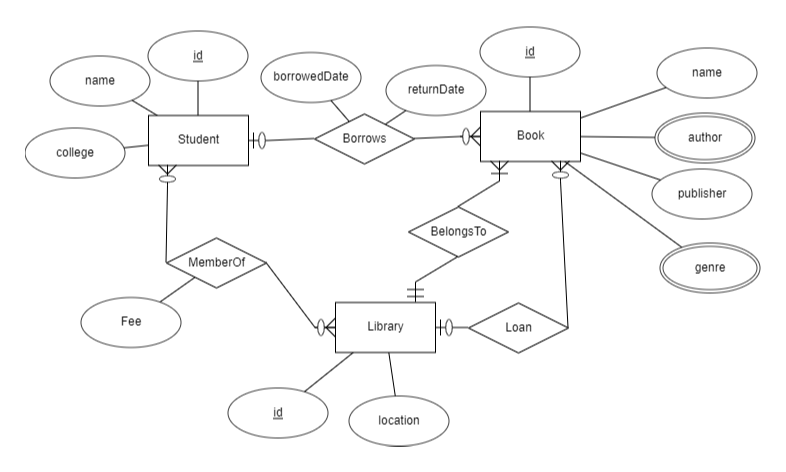 id
id
name
borrowedDate
name
returnDate
Student
Borrows
Book
author
college
publisher
BelongsTo
MemberOf
genre
Fee
Library
Loan
id
location